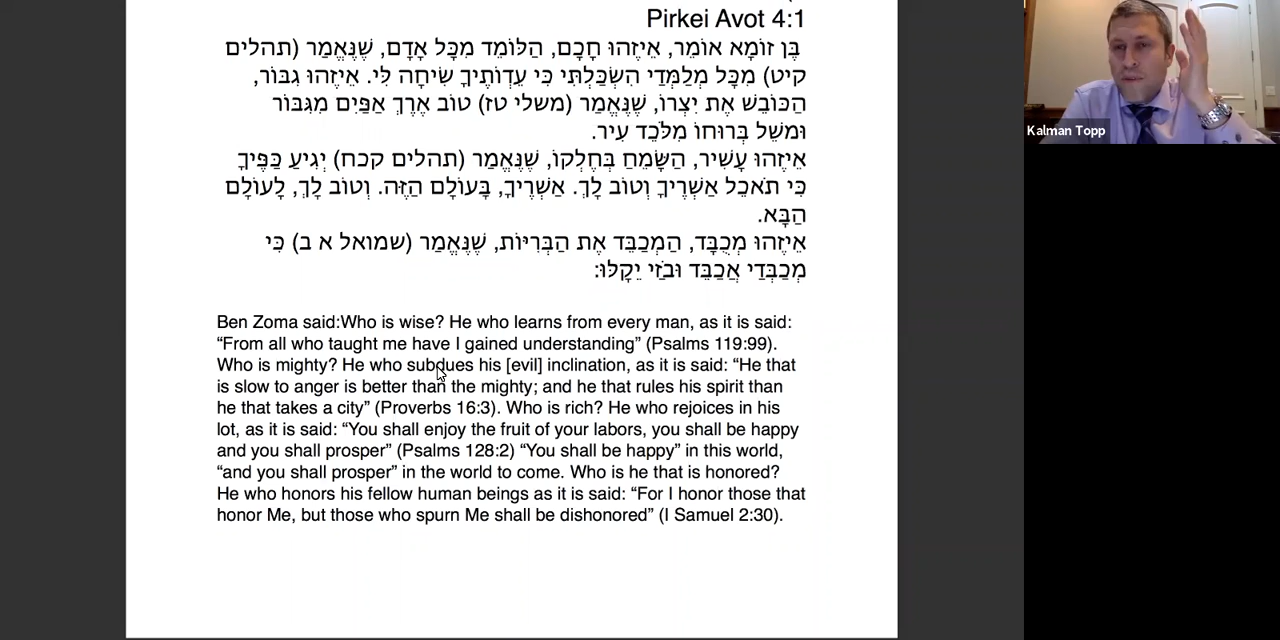 Pirkei Avot 4:1
בֶּן זוֹמָא אוֹמֵר, אֵיזֶהוּ חָכָם, הַלּוֹמֵד מִכָּל אָדָם, שֶׁנֶּאֱמַר (תהלים
קיט) מִכָּל מְלַמְּדַי הִשְׂכַּלְתִּי כִּי עֵדְוֹתֶיךָ שִׂיחָה לִּי. אֵיזֶהוּ גִבּוֹר,
הַכּוֹבֵשׁ אֶת יִצְרוֹ, שֶׁנֶּאֱמַר (משלי טז) טוֹב אֶרֶךְ אַפַּיִם מִגִּבּוֹר
וּמֹשֵׁל בְּרוּחוֹ מִלֹּכֵד עִיר.
אֵיזֶהוּ עָשִׁיר, הַשָּׂמֵחַ בְּחֶלְקוֹ, שֶׁנֶּאֱמַר (תהלים קכח) יְגִיעַ כַּפֶּיךָ
כִּי תֹאכֵל אַשְׁרֶיךָ וְטוֹב לָךְ. אַשְׁרֶיךָ, בָּעוֹלָם הַזֶּה. וְטוֹב לָךְ, לָעוֹלָם
הַבָּא.
אֵיזֶהוּ מְכֻבָּד, הַמְכַבֵּד אֶת הַבְּרִיּוֹת, שֶׁנֶּאֱמַר (שמואל א ב) כִּי
מְכַבְּדַי אֲכַבֵּד וּבֹזַי יֵקָלּוּ:
Ben Zoma said:Who is wise? He who learns from every man, as it is said:
“From all who taught me have I gained understanding” (Psalms 119:99).
Who is mighty? He who subdues his [evil] inclination, as it is said: “He that
is slow to anger is better than the mighty; and he that rules his spirit than
he that takes a city” (Proverbs 16:3). Who is rich? He who rejoices in his
lot, as it is said: “You shall enjoy the fruit of your labors, you shall be happy
and you shall prosper” (Psalms 128:2) “You shall be happy” in this world,
“and you shall prosper” in the world to come. Who is he that is honored?
He who honors his fellow human beings as it is said: “For I honor those that
honor Me, but those who spurn Me shall be dishonored” (I Samuel 2:30).
Kalman Topp